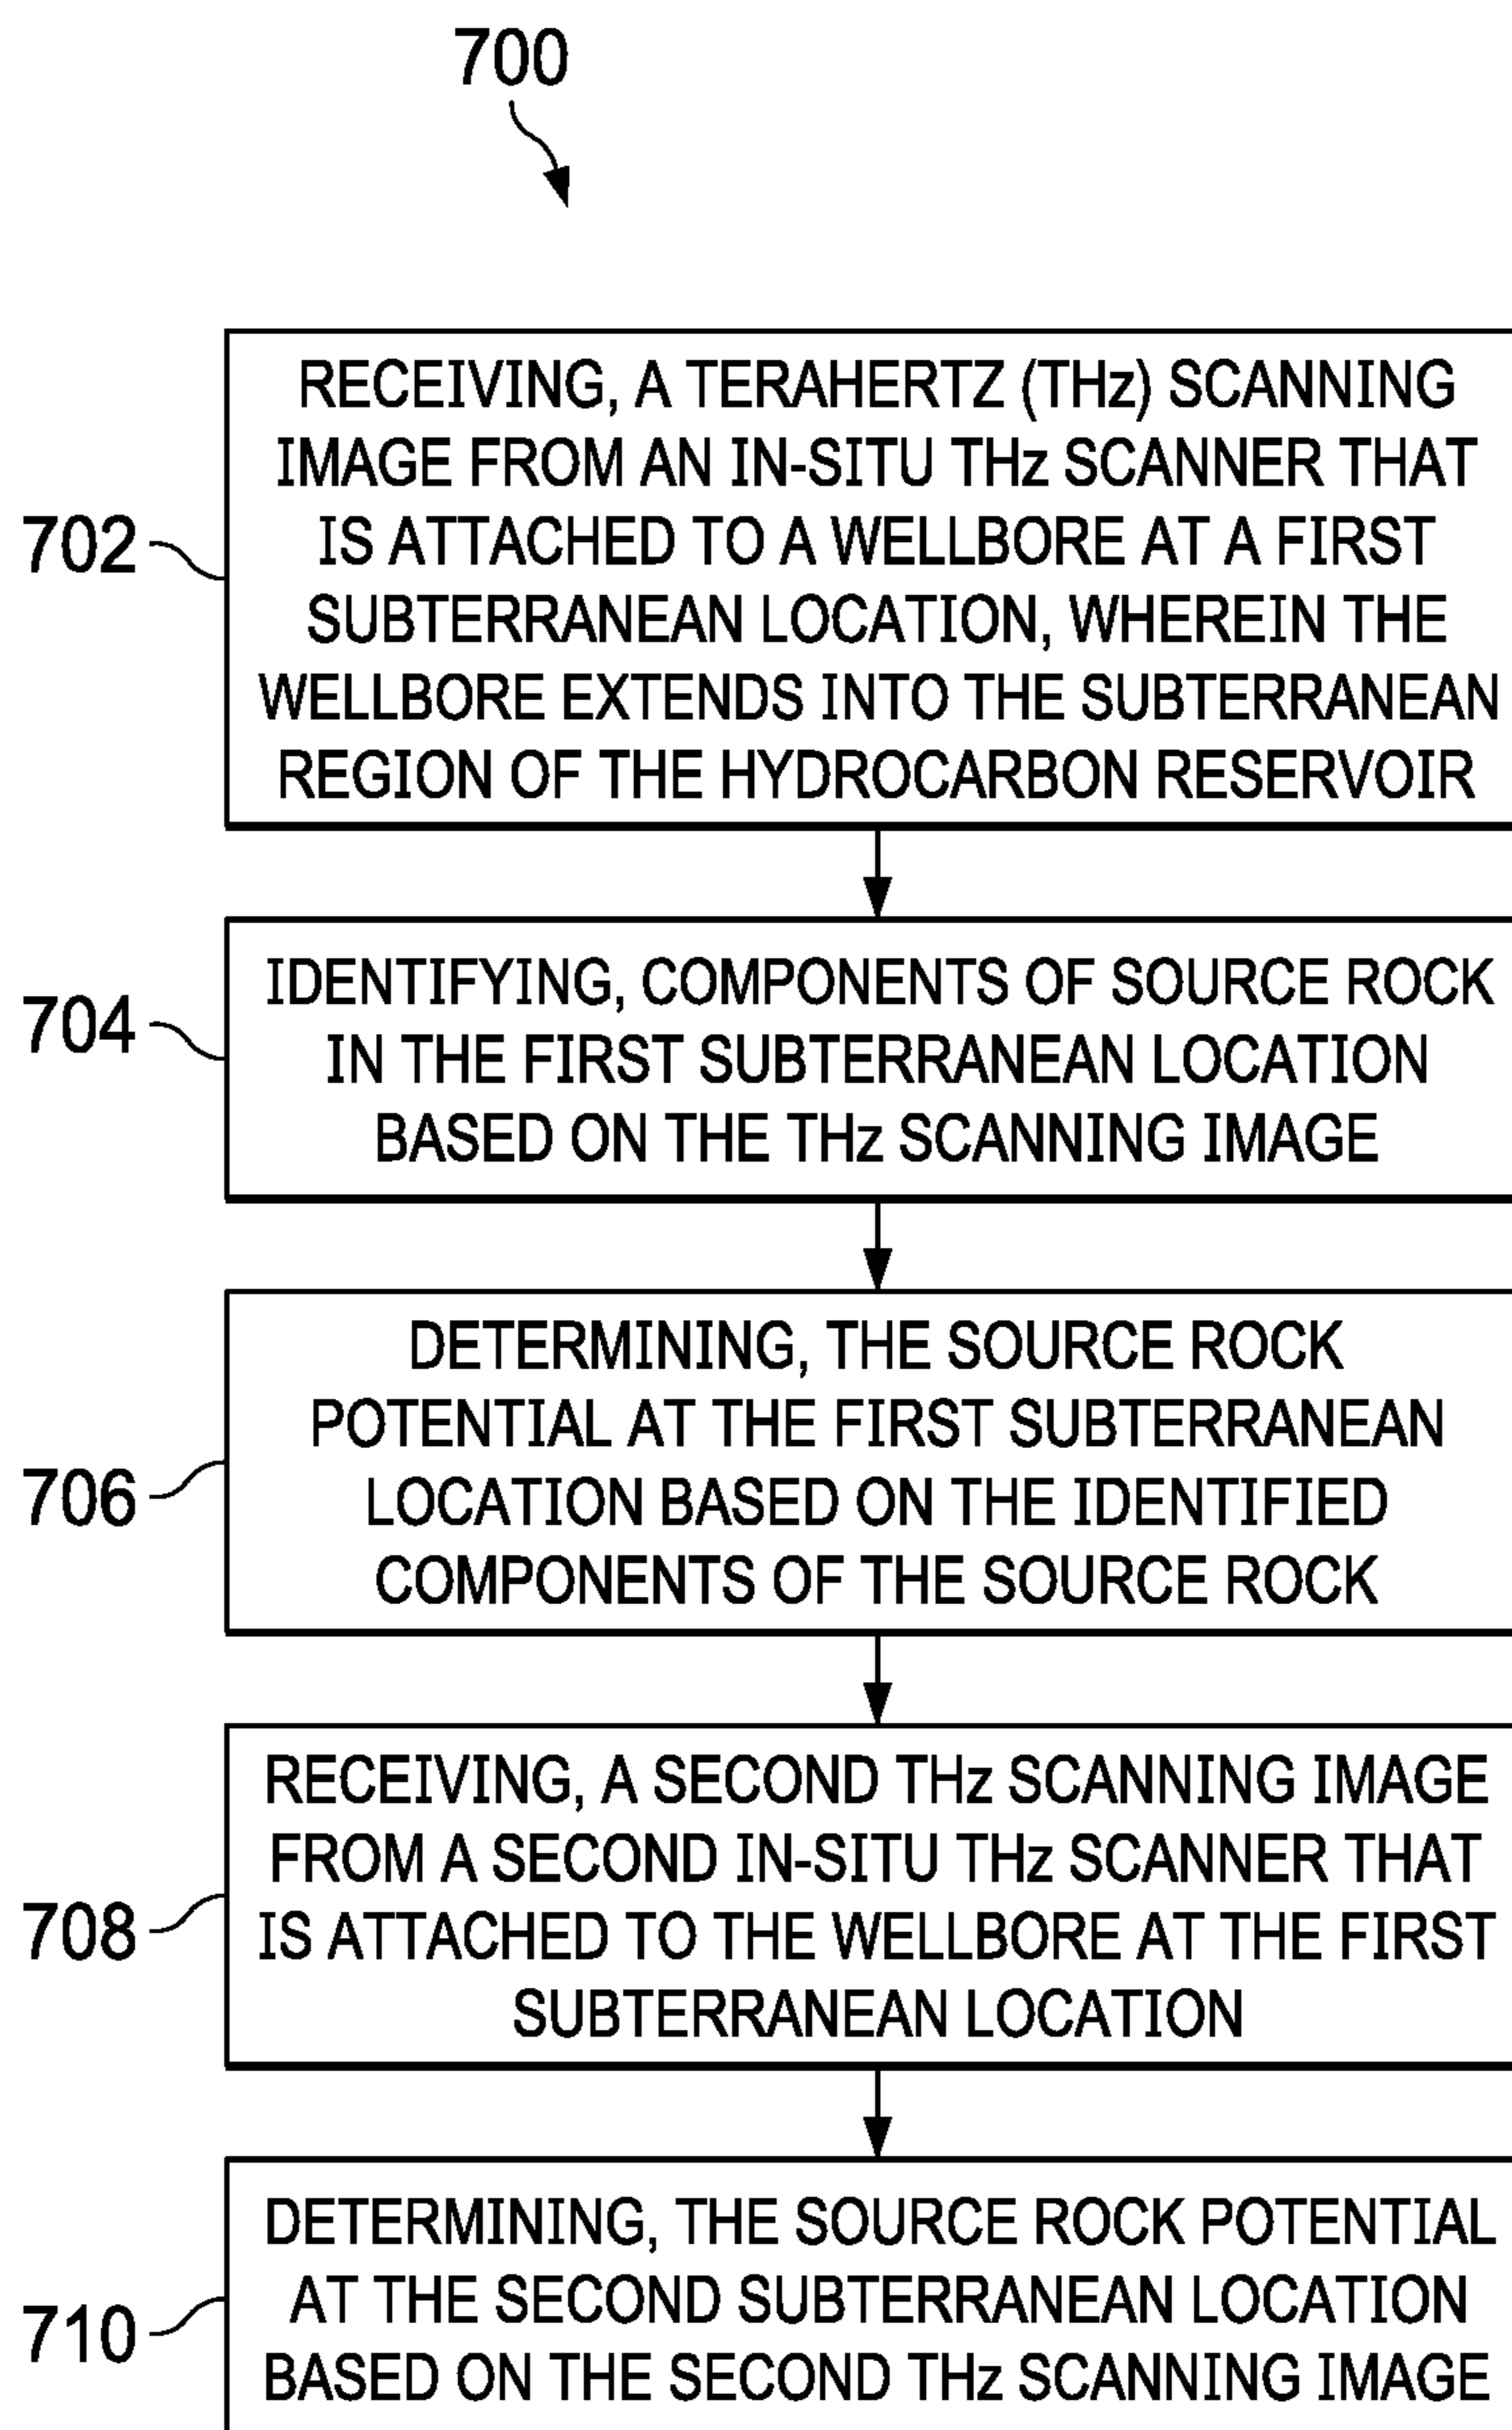 700
702
RECEIVING, A TERAHERTZ (THz) SCANNING
IMAGE FROM AN IN-SITU THz SCANNER THAT
IS ATTACHED TO A WELLBORE AT A FIRST
SUBTERRANEAN LOCATION, WHEREIN THE
WELLBORE EXTENDS INTO THE SUBTERRANEAN
REGION OF THE HYDROCARBON RESERVOIR
704
IDENTIFYING, COMPONENTS OF SOURCE ROCK
IN THE FIRST SUBTERRANEAN LOCATION
BASED ON THE THz SCANNING IMAGE
706
DETERMINING, THE SOURCE ROCK
POTENTIAL AT THE FIRST SUBTERRANEAN
LOCATION BASED ON THE IDENTIFIED
COMPONENTS OF THE SOURCE ROCK
708
RECEIVING, A SECOND THz SCANNING IMAGE
FROM A SECOND IN-SITU THz SCANNER THAT
IS ATTACHED TO THE WELLBORE AT THE FIRST
SUBTERRANEAN LOCATION
710
DETERMINING, THE SOURCE ROCK POTENTIAL
AT THE SECOND SUBTERRANEAN LOCATION
BASED ON THE SECOND THz SCANNING IMAGE